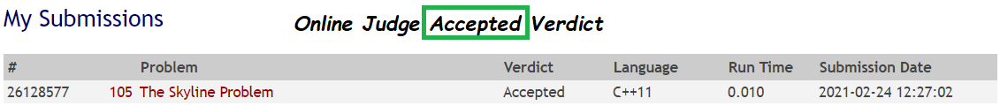 My Submissions
Online Judge Accepted Verdict
# Problem Verdict Language Run Time Submission Date
26128577 105 The Skyline Problem Accepted C++11 0.010 2021-02-24 12:27:02